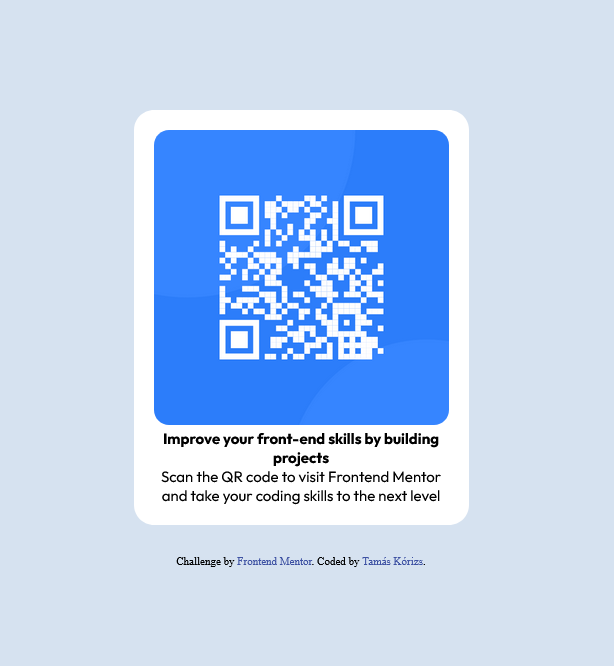 Improve your front-end skills by building
projects
Scan the QR code to visit Frontend Mentor
and take your coding skills to the next level
Challenge by Frontend Mentor. Coded by Tamás Kórizs.